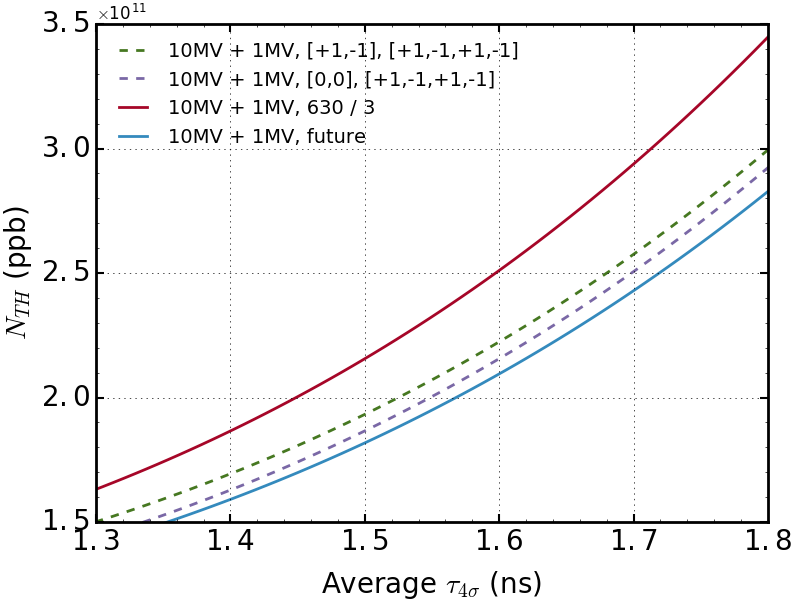 ×10¹¹
3.5
3.0
2.5
2.0
1.5
N_TH (ppb)
10MV + 1MV, [+1,-1], [+1,-1,+1,-1]
10MV + 1MV, [0,0], [+1,-1,+1,-1]
10MV + 1MV, 630 / 3
10MV + 1MV, future
1.3 1.4 1.5 1.6 1.7 1.8
Average τ_4σ (ns)